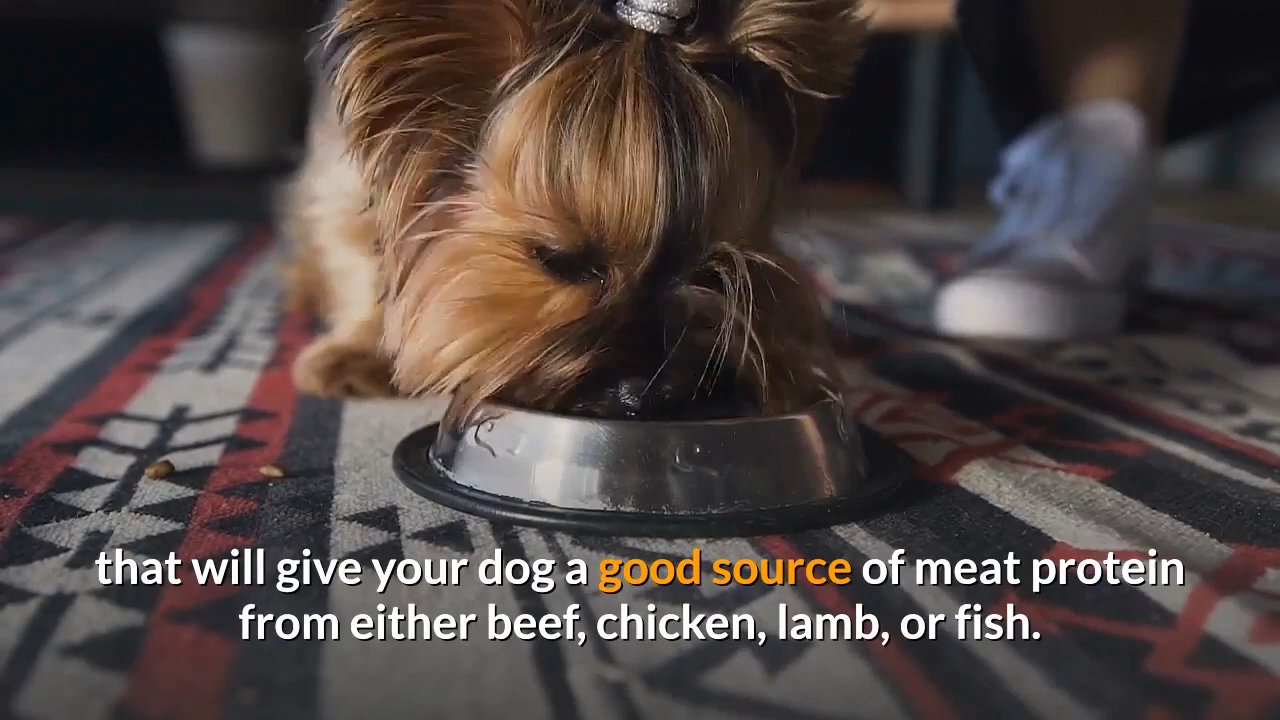 that will give your dog a good source of meat protein
from either beef, chicken, lamb, or fish.